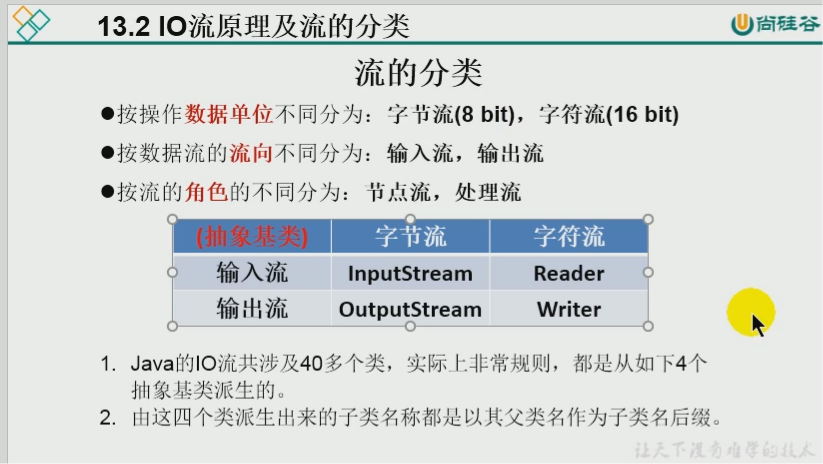 13.2 IO流原理及流的分类
尚硅谷
流的分类
●按操作数据单位不同分为：字节流(8 bit)，字符流(16 bit)
●按数据流的流向不同分为：输入流，输出流
●按流的角色的不同分为：节点流，处理流
(抽象基类) 字节流 字符流
输入流 InputStream Reader
输出流 OutputStream Writer
1. Java的IO流共涉及40多个类，实际上非常规则，都是从如下4个
抽象基类派生的。
2. 由这四个类派生出来的子类名称都是以其父类名作为子类名后缀。
让天下没有难学的技术